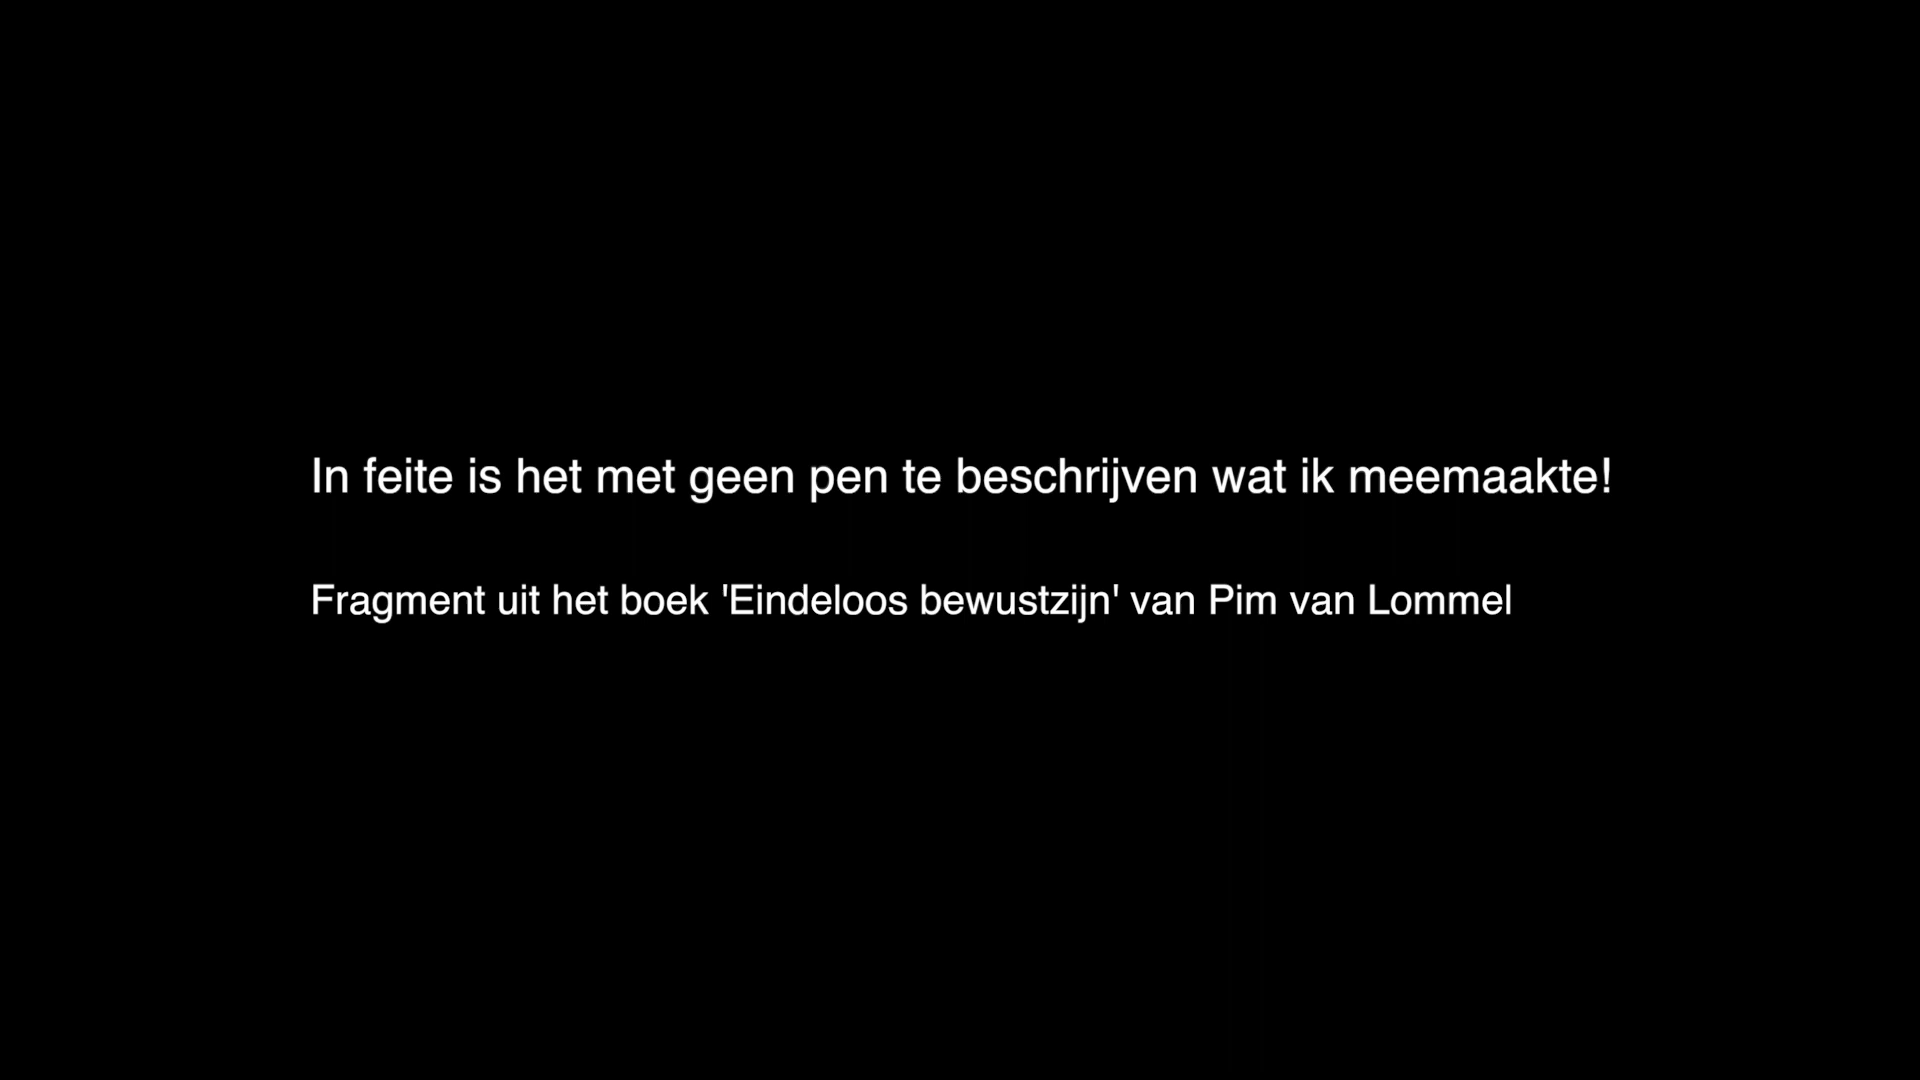 In feite is het met geen pen te beschrijven wat ik meemaakte!
Fragment uit het boek 'Eindeloos bewustzijn' van Pim van Lommel